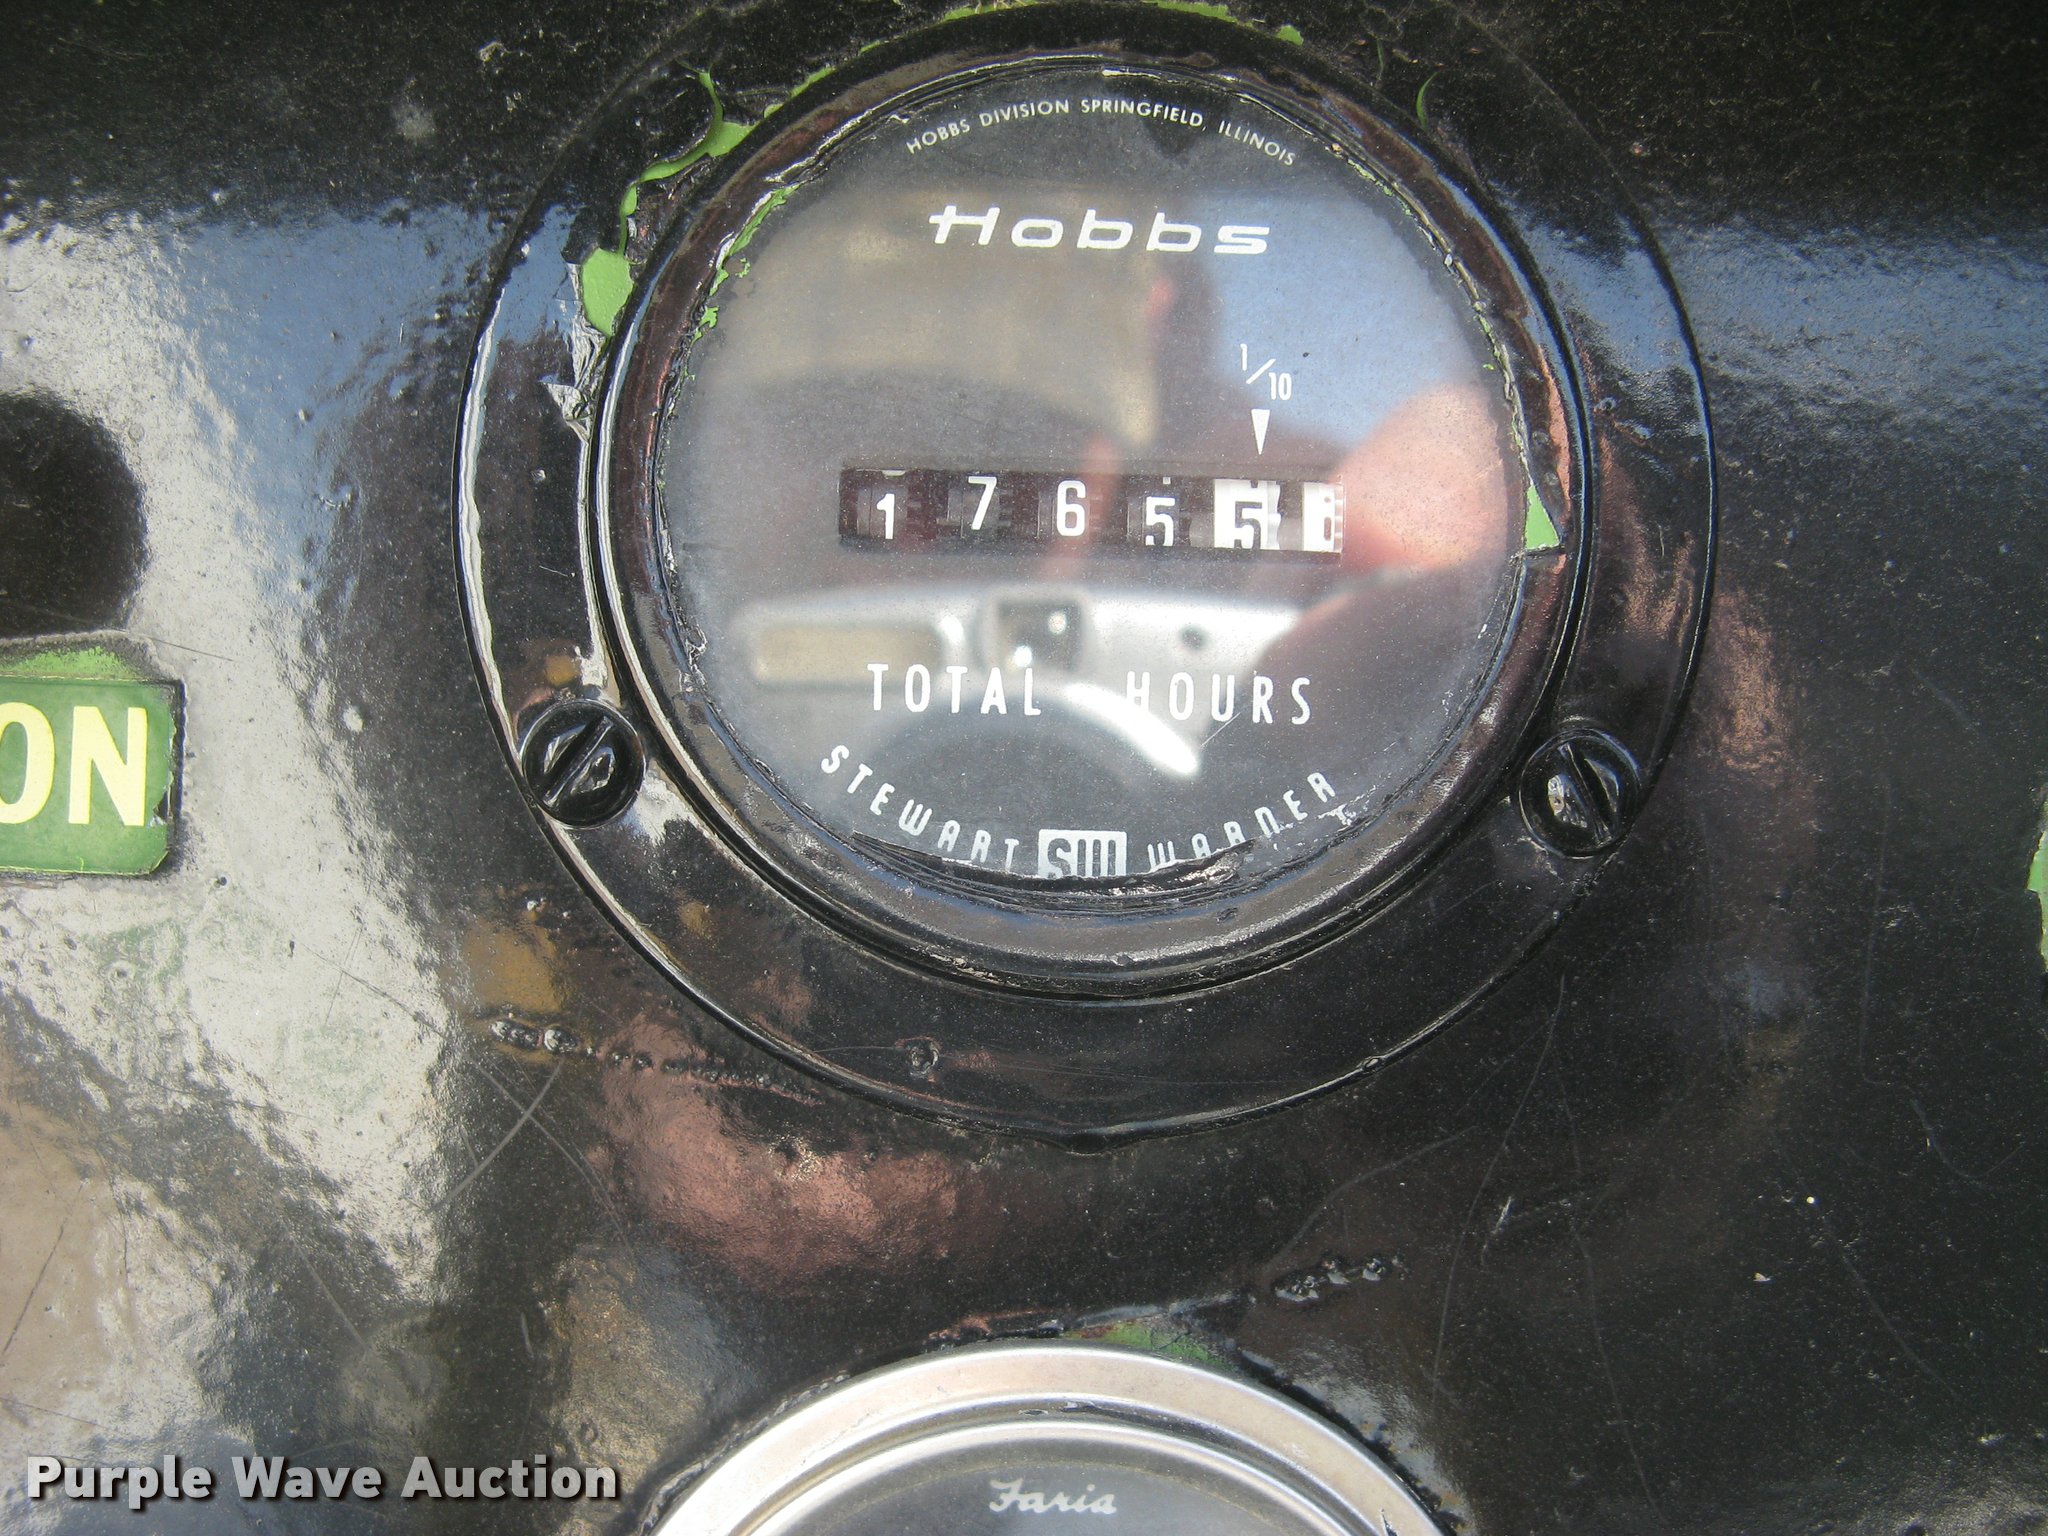 HOBBS DIVISION SPRINGFIELD, ILLINOIS
Hobbs
1/10
1 7 6 5 5
TOTAL HOURS
STEWART SW WARNER
ON
Faria
Purple Wave Auction